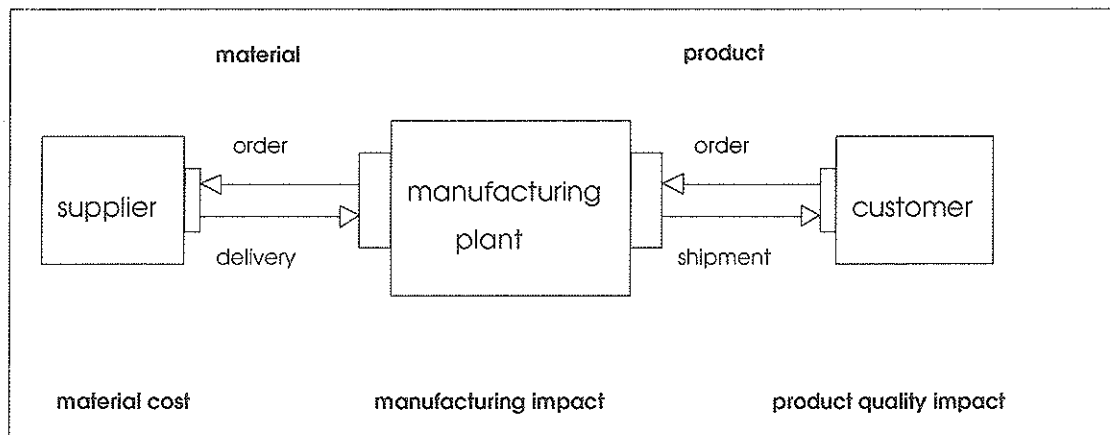 material
product
order
order
supplier
manufacturing
plant
customer
delivery
shipment
material cost
manufacturing impact
product quality impact